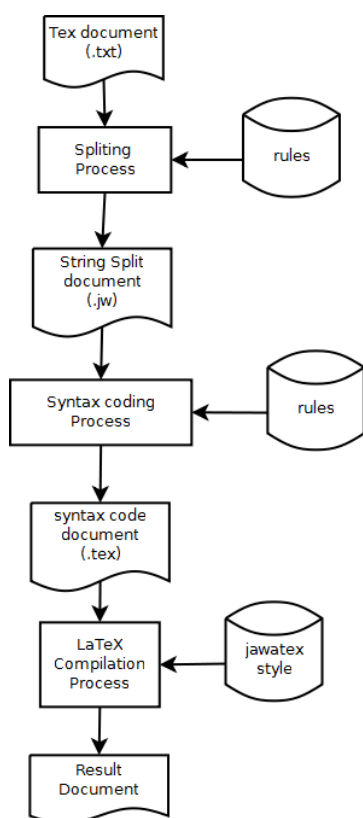 Tex document
(.txt)
Spliting
Process
rules
String Split
document
(.jw)
Syntax coding
Process
rules
syntax code
document
(.tex)
LaTeX
Compilation
Process
jawatex
style
Result
Document